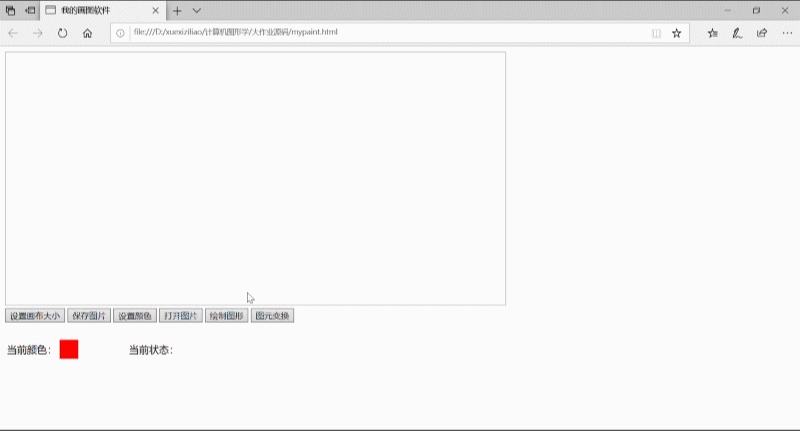 我的画图软件
file:///D:/xuexiziliao/计算机图形学/大作业源码/mypaint.html
设置画布大小 保存图片 设置颜色 打开图片 绘制图形 图元变换
当前颜色： 当前状态：